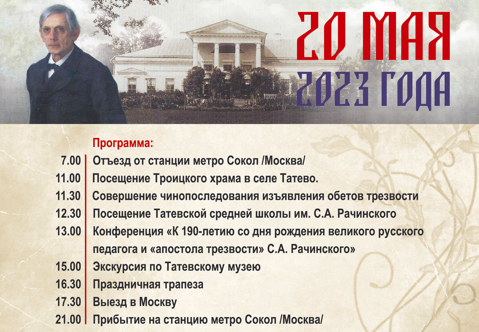 20 МАЯ
2023 ГОДА
Программа:
7.00 Отъезд от станции метро Сокол /Москва/
11.00 Посещение Троицкого храма в селе Татево.
11.30 Совершение чинопоследования изъявления обетов трезвости
12.30 Посещение Татевской средней школы им. С.А. Рачинского
13.00 Конференция «К 190-летию со дня рождения великого русского
педагога и «апостола трезвости» С.А. Рачинского»
15.00 Экскурсия по Татевскому музею
16.30 Праздничная трапеза
17.30 Выезд в Москву
21.00 Прибытие на станцию метро Сокол /Москва/